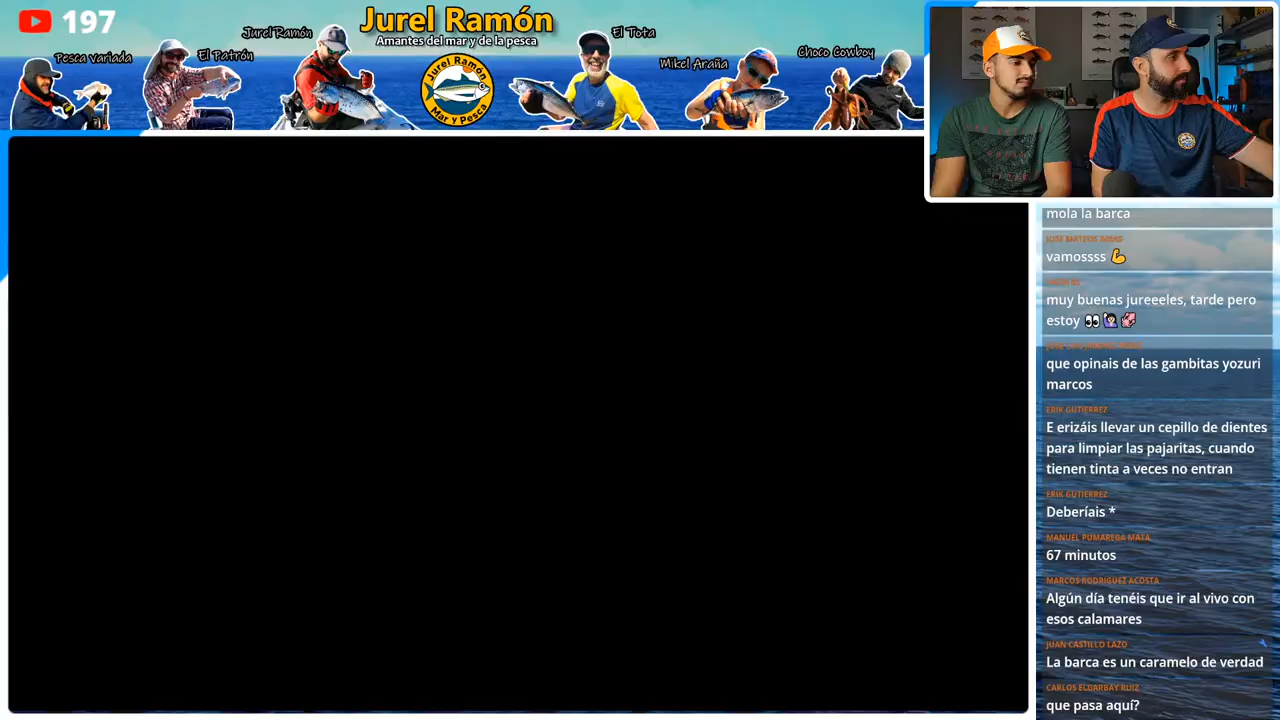 197
Jurel Ramón
Amantes del mar y de la pesca
Pesca variada
El Patrón
Jurel Ramón
El Tota
Mikel Araña
Choco Cowboy
Jurel Ramón
Mar y Pesca
mola la barca
vamossss 💪
muy buenas jureeeles, tarde pero
estoy 👀🙋🏻‍♀️🦑
que opinais de las gambitas yozuri
marcos
ERIK GUTIERREZ
E erizáis llevar un cepillo de dientes
para limpiar las pajaritas, cuando
tienen tinta a veces no entran
ERIK GUTIERREZ
Deberíais *
MANUEL PUMAREGA MATA
67 minutos
MARCOS RODRIGUEZ ACOSTA
Algún día tenéis que ir al vivo con
esos calamares
JUAN CASTILLO LAZO
La barca es un caramelo de verdad
CARLOS ELGARBAY RUIZ
que pasa aquí?